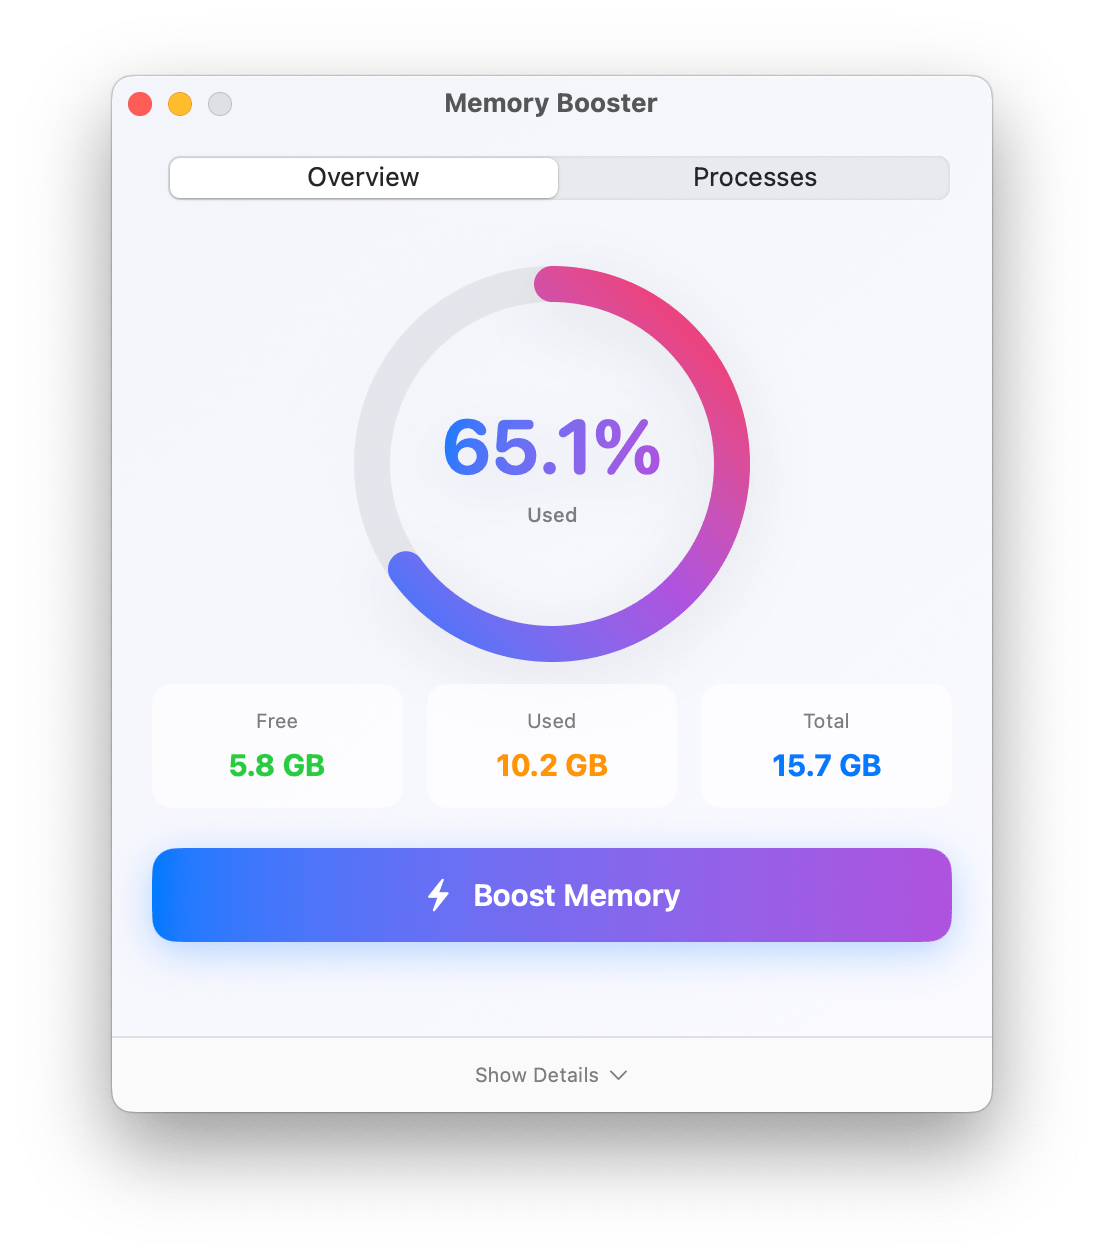 Memory Booster
Overview
Processes
65.1%
Used
Free
5.8 GB
Used
10.2 GB
Total
15.7 GB
Boost Memory
Show Details